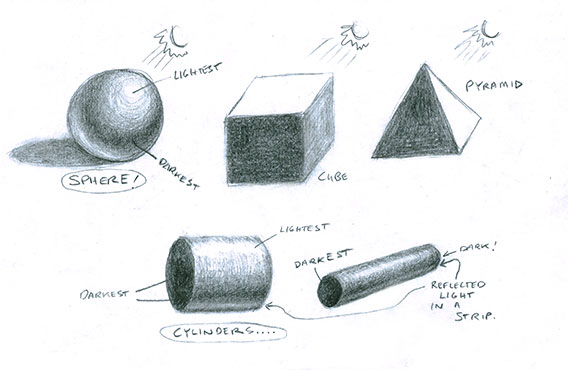 LIGHTEST
DARKEST
SPHERE!
CUBE
PYRAMID
LIGHTEST
DARKEST
CYLINDERS....
DARKEST
DARK!
REFLECTED
LIGHT
IN A
STRIP.